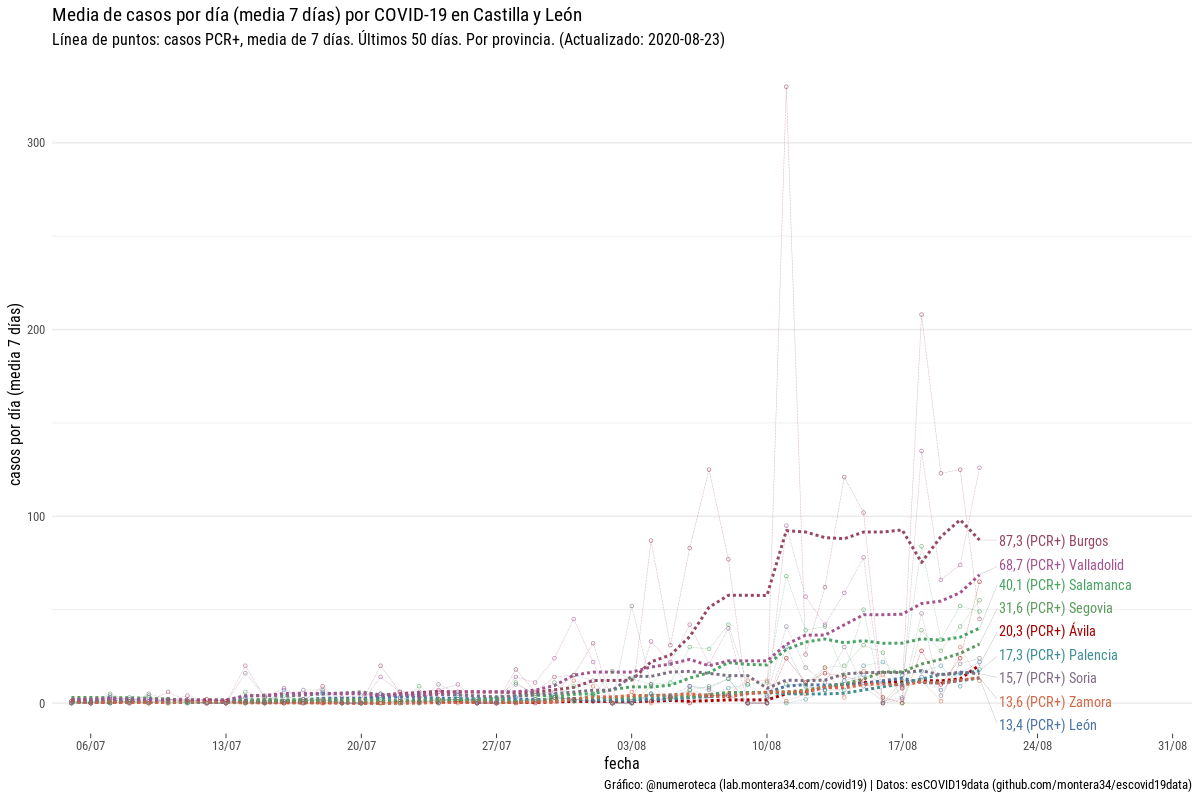 Media de casos por día (media 7 días) por COVID-19 en Castilla y León
Línea de puntos: casos PCR+, media de 7 días. Últimos 50 días. Por provincia. (Actualizado: 2020-08-23)
casos por día (media 7 días)
300
200
100
0
87,3 (PCR+) Burgos
68,7 (PCR+) Valladolid
40,1 (PCR+) Salamanca
31,6 (PCR+) Segovia
20,3 (PCR+) Ávila
17,3 (PCR+) Palencia
15,7 (PCR+) Soria
13,6 (PCR+) Zamora
13,4 (PCR+) León
06/07 13/07 20/07 27/07 03/08 10/08 17/08 24/08 31/08
fecha
Gráfico: @numeroteca (lab.montera34.com/covid19) | Datos: esCOVID19data (github.com/montera34/escovid19data)